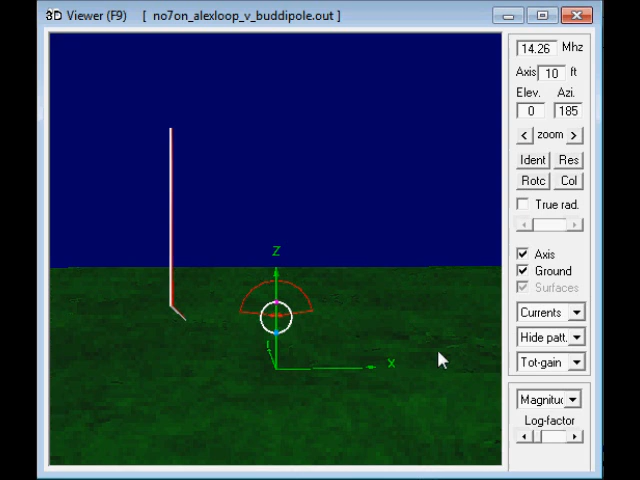 3D Viewer (F9) [ no7on_alexloop_v_buddipole.out ]
14.26 Mhz
Axis 10 ft
Elev. Azi.
0 185
< zoom >
Ident Res
Rotc Col
True rad.
Axis
Ground
Surfaces
Currents
Hide patt.
Tot-gain
Magnitud
Log-factor
Z
X